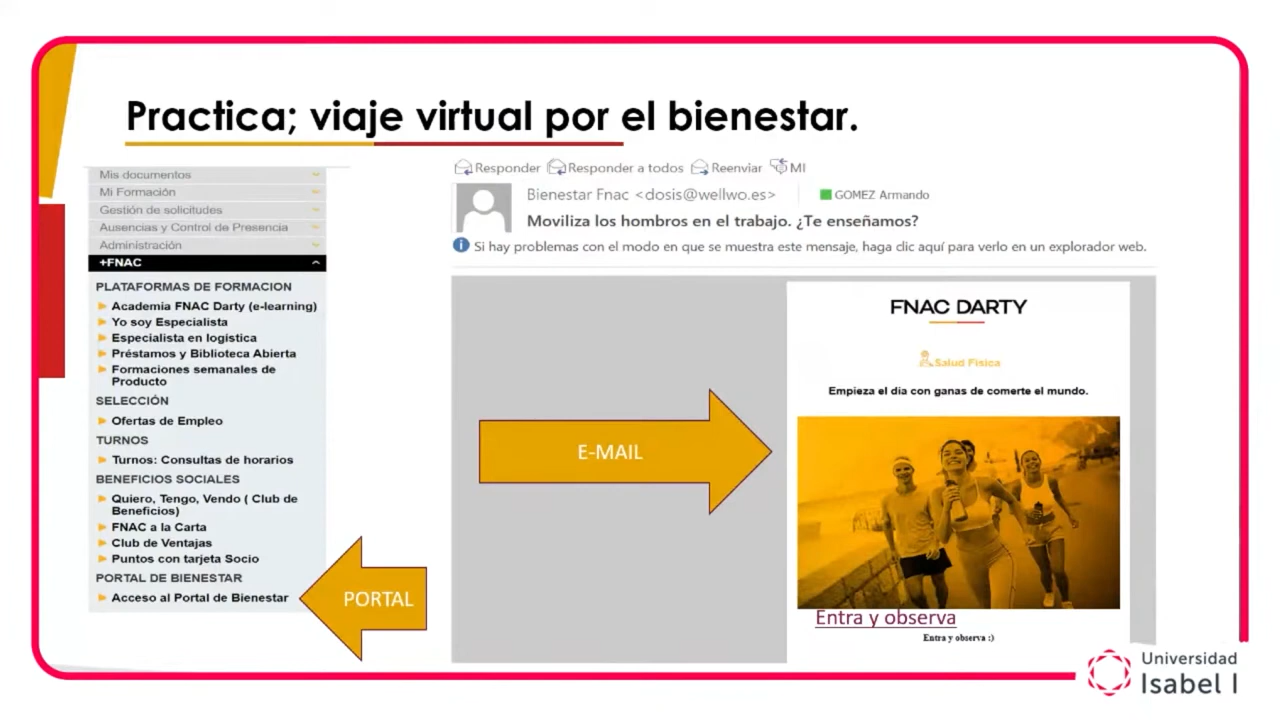 Practica; viaje virtual por el bienestar.
Mis documentos
Mi Formación
Gestión de solicitudes
Ausencias y Control de Presencia
Administración
+FNAC
PLATAFORMAS DE FORMACION
Academia FNAC Darty (e-learning)
Yo soy Especialista
Especialista en logística
Préstamos y Biblioteca Abierta
Formaciones semanales de
Producto
SELECCIÓN
Ofertas de Empleo
TURNOS
Turnos: Consultas de horarios
BENEFICIOS SOCIALES
Quiero, Tengo, Vendo ( Club de
Beneficios)
FNAC a la Carta
Club de Ventajas
Puntos con tarjeta Socio
PORTAL DE BIENESTAR
Acceso al Portal de Bienestar
PORTAL
Responder Responder a todos Reenviar MI
Bienestar Fnac <dosis@wellwo.es> GOMEZ Armando
Moviliza los hombros en el trabajo. ¿Te enseñamos?
Si hay problemas con el modo en que se muestra este mensaje, haga clic aquí para verlo en un explorador web.
E-MAIL
FNAC DARTY
Salud Física
Empieza el día con ganas de comerte el mundo.
Entra y observa
Entra y observa :)
Universidad
Isabel I